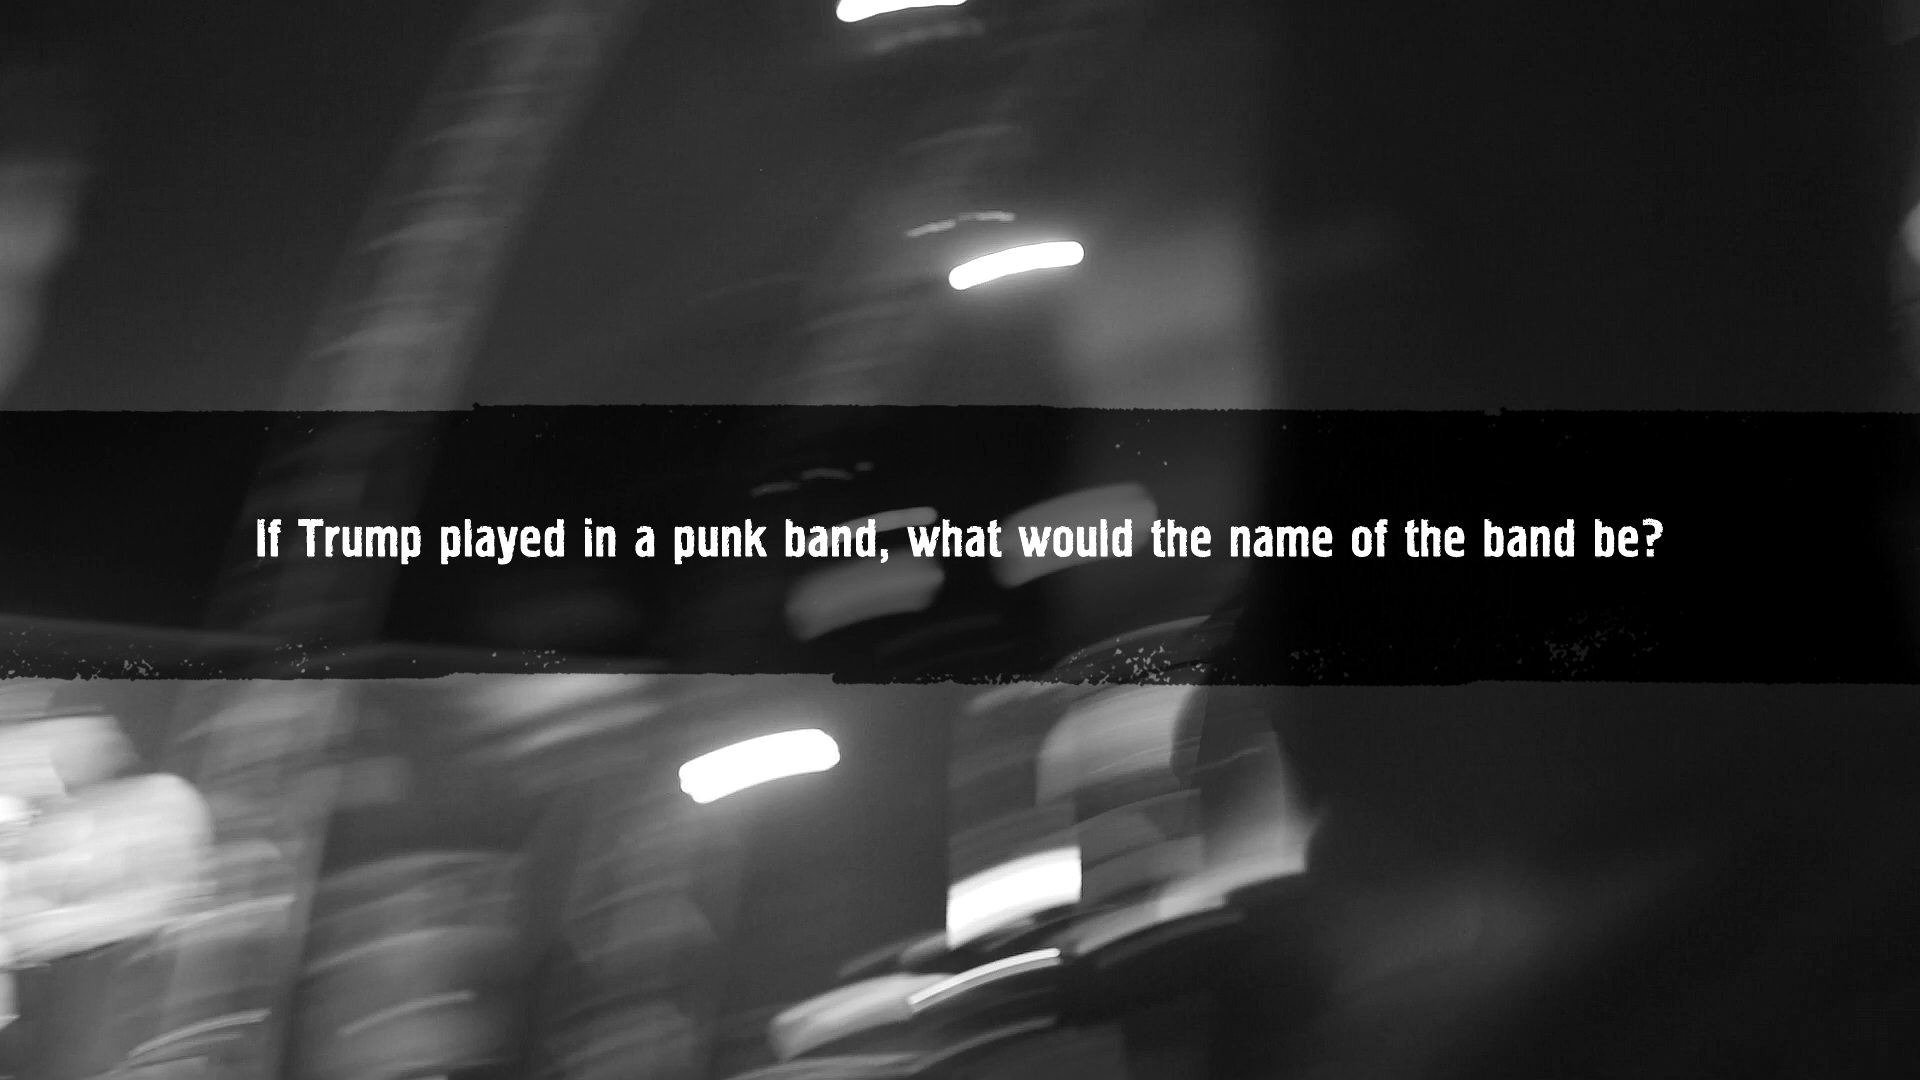 If Trump played in a punk band, what would the name of the band be?